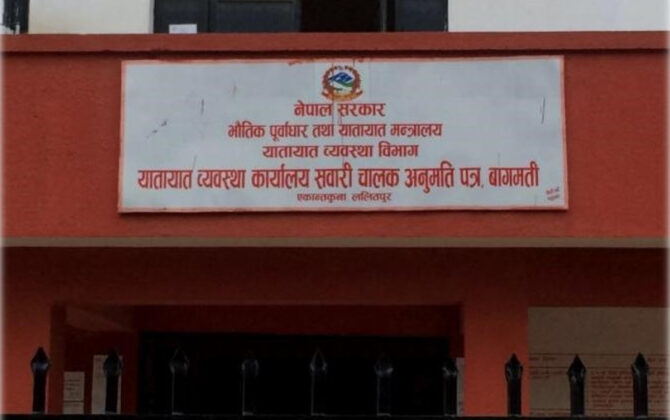 नेपाल सरकार
भौतिक पूर्वाधार तथा यातायात मन्त्रालय
यातायात व्यवस्था विभाग
यातायात व्यवस्था कार्यालय सवारी चालक अनुमति पत्र, बागमती
एकान्तकुना ललितपुर